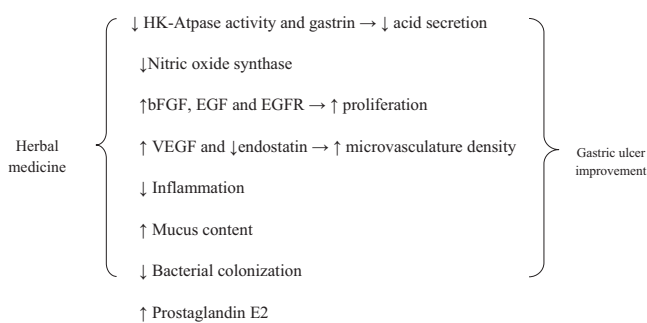 ↓ HK-Atpase activity and gastrin → ↓ acid secretion
↓Nitric oxide synthase
↑bFGF, EGF and EGFR → ↑ proliferation
Herbal
medicine
↑ VEGF and ↓endostatin → ↑ microvasculature density
Gastric ulcer
improvement
↓ Inflammation
↑ Mucus content
↓ Bacterial colonization
↑ Prostaglandin E2